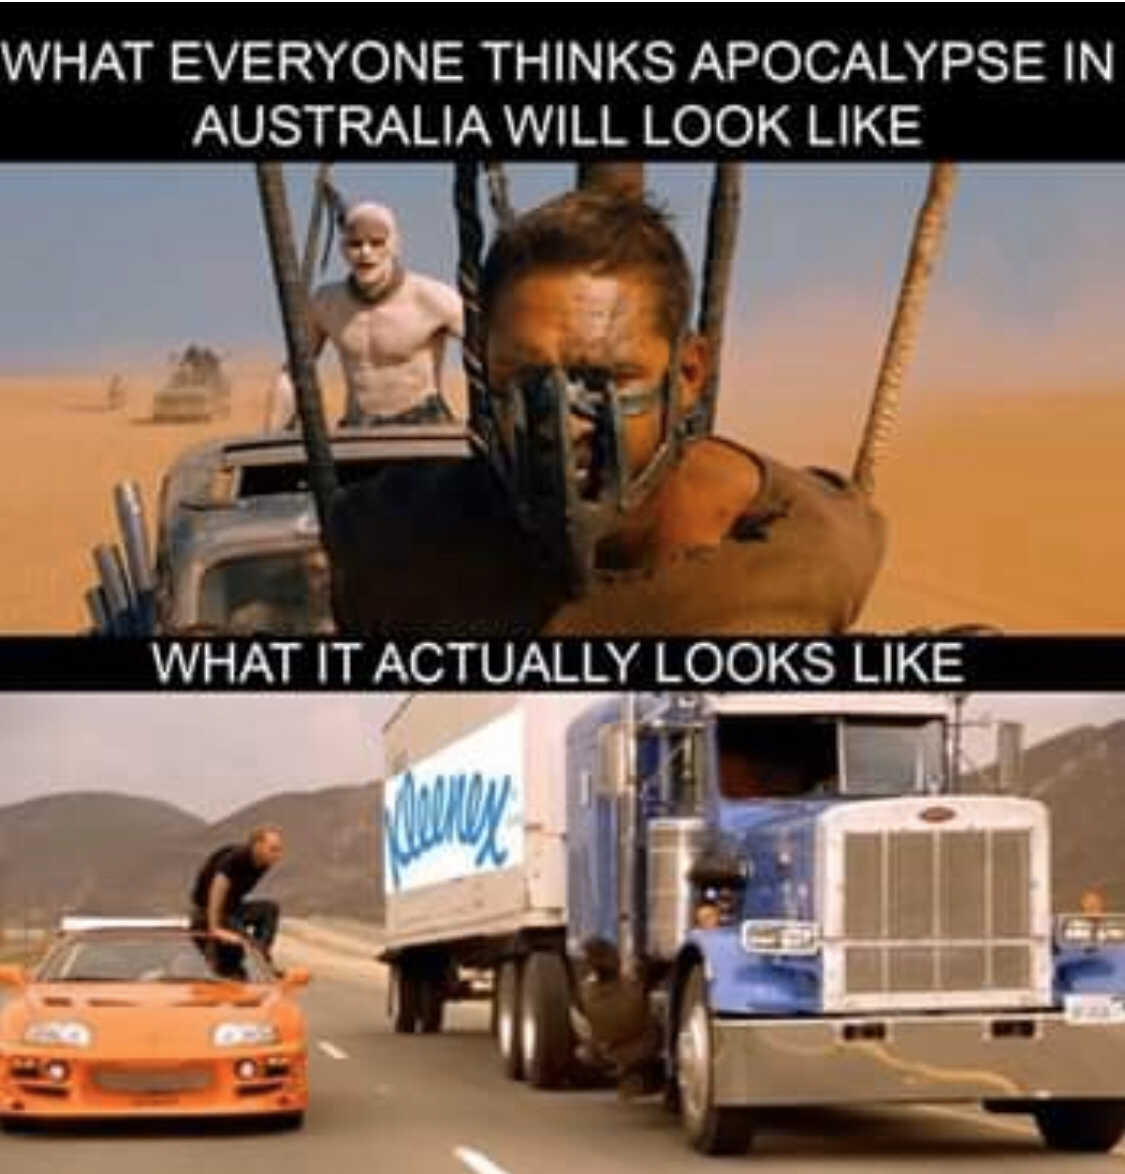 WHAT EVERYONE THINKS APOCALYPSE IN
AUSTRALIA WILL LOOK LIKE
WHAT IT ACTUALLY LOOKS LIKE
Kleenex